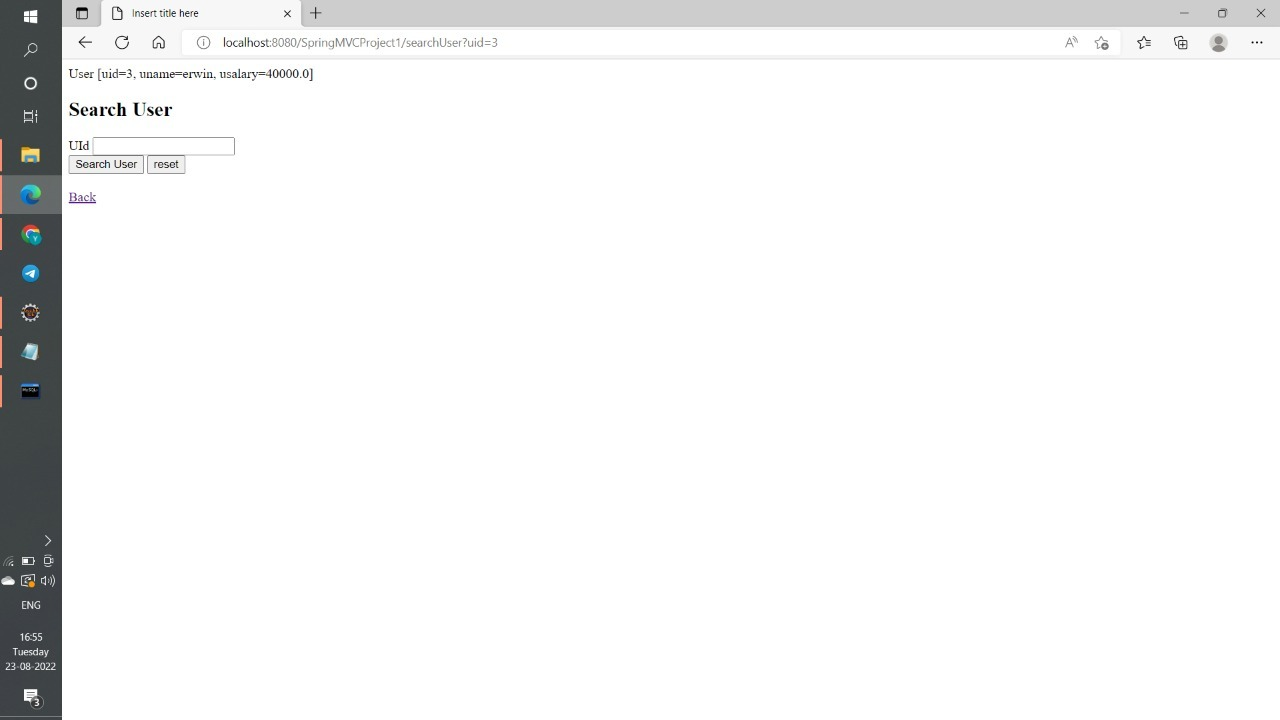 Insert title here
localhost:8080/SpringMVCProject1/searchUser?uid=3
User [uid=3, uname=erwin, usalary=40000.0]
Search User
UId
Search User reset
Back
ENG
16:55
Tuesday
23-08-2022
3